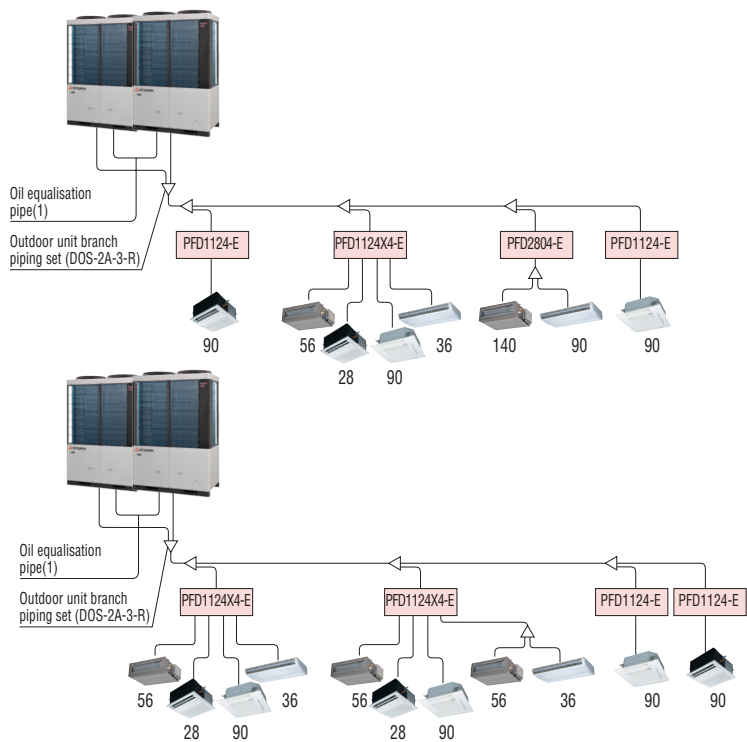 Oil equalisation
pipe(1)
Outdoor unit branch
piping set (DOS-2A-3-R)
PFD1124-E
PFD1124X4-E
PFD2804-E
PFD1124-E
90
56
28
90
36
140
90
90
Oil equalisation
pipe(1)
Outdoor unit branch
piping set (DOS-2A-3-R)
PFD1124X4-E
PFD1124X4-E
PFD1124-E
PFD1124-E
56
28
90
36
56
28
90
56
36
90
90